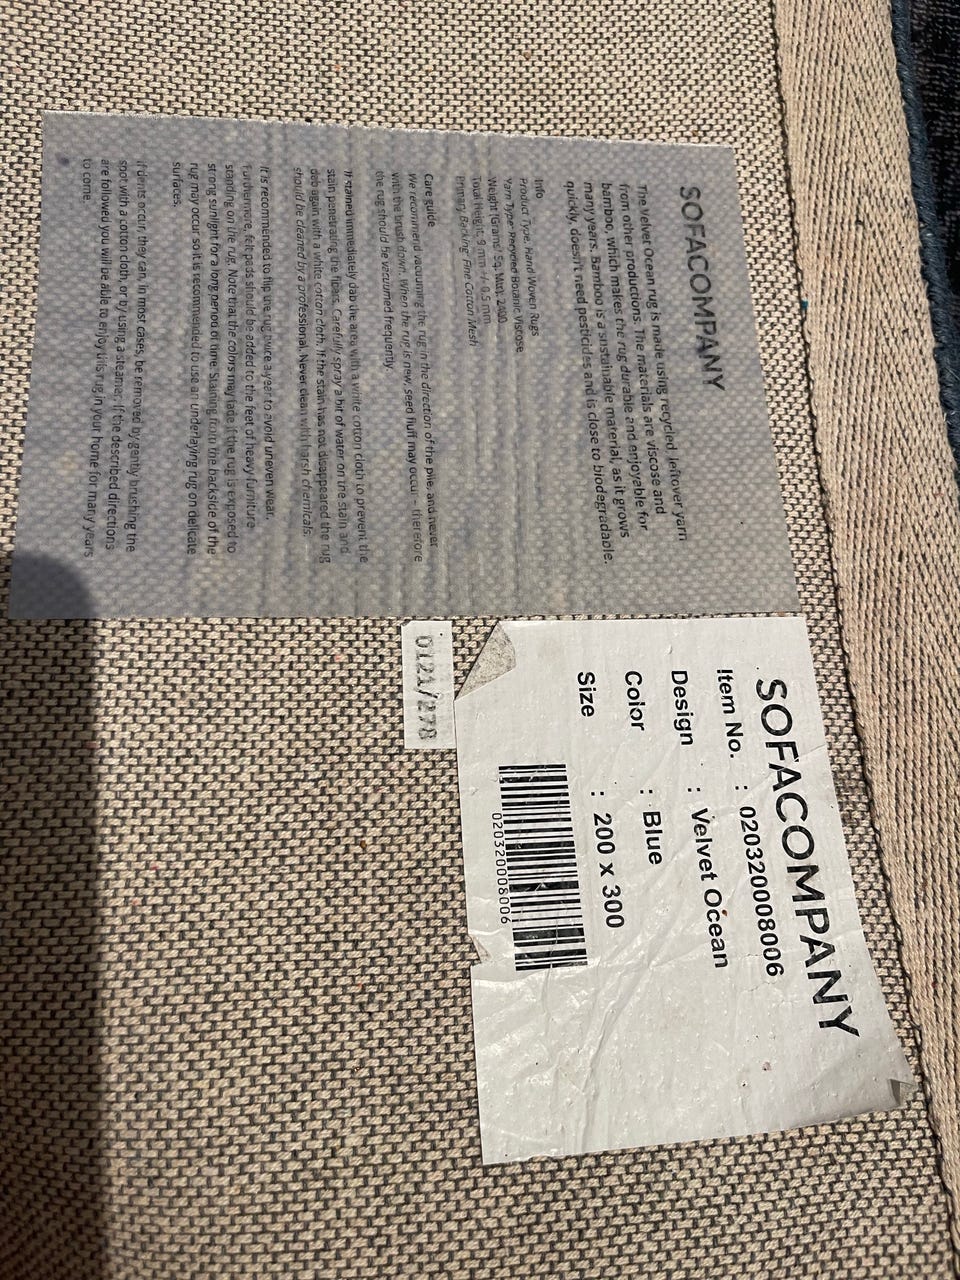 SOFACOMPANY
The Velvet Ocean rug is made using recycled, leftover yarn
from other productions. The materials are viscose and
bamboo, which makes the rug durable and enjoyable for
many years. Bamboo is a sustainable material, as it grows
quickly, doesn't need pesticides and is close to biodegradable.
Info
Product Type: Hand Woven Rugs
Yarn Type: Recycled Botanic Viscose
Weight (Grams Sq. Mtr): 2400
Total Height: 9 mm +/- 0.5 mm
Primary Backing: Fine Cotton Mesh
Care guide
We recommend vacuuming the rug in the direction of the pile, and never
with the brush down. When the rug is new, seed fluff may occur – therefore
the rug should be vacuumed frequently.
If stained immediately dab the area with a white cotton cloth to prevent the
stain penetrating the fibers. Carefully spray a bit of water on the stain and
dab again with a white cotton cloth. If the stain has not disappeared the rug
should be cleaned by a professional. Never clean with harsh chemicals.
It is recommended to flip the rug twice a year to avoid uneven wear.
Furthermore, felt pads should be added to the feet of heavy furniture
standing on the rug. Note that the colors may fade if the rug is exposed to
strong sunlight for a long period of time. Staining from the backside of the
rug may occur so it is recommended to use an underlaying rug on delicate
surfaces.
If dents occur, they can, in most cases, be removed by gently brushing the
spot with a cotton cloth, or by using a steamer. If the described directions
are followed you will be able to enjoy this rug in your home for many years
to come.
SOFACOMPANY
Item No. : 020320008006
Design : Velvet Ocean
Color : Blue
Size : 200 x 300
020320008006
0121/278